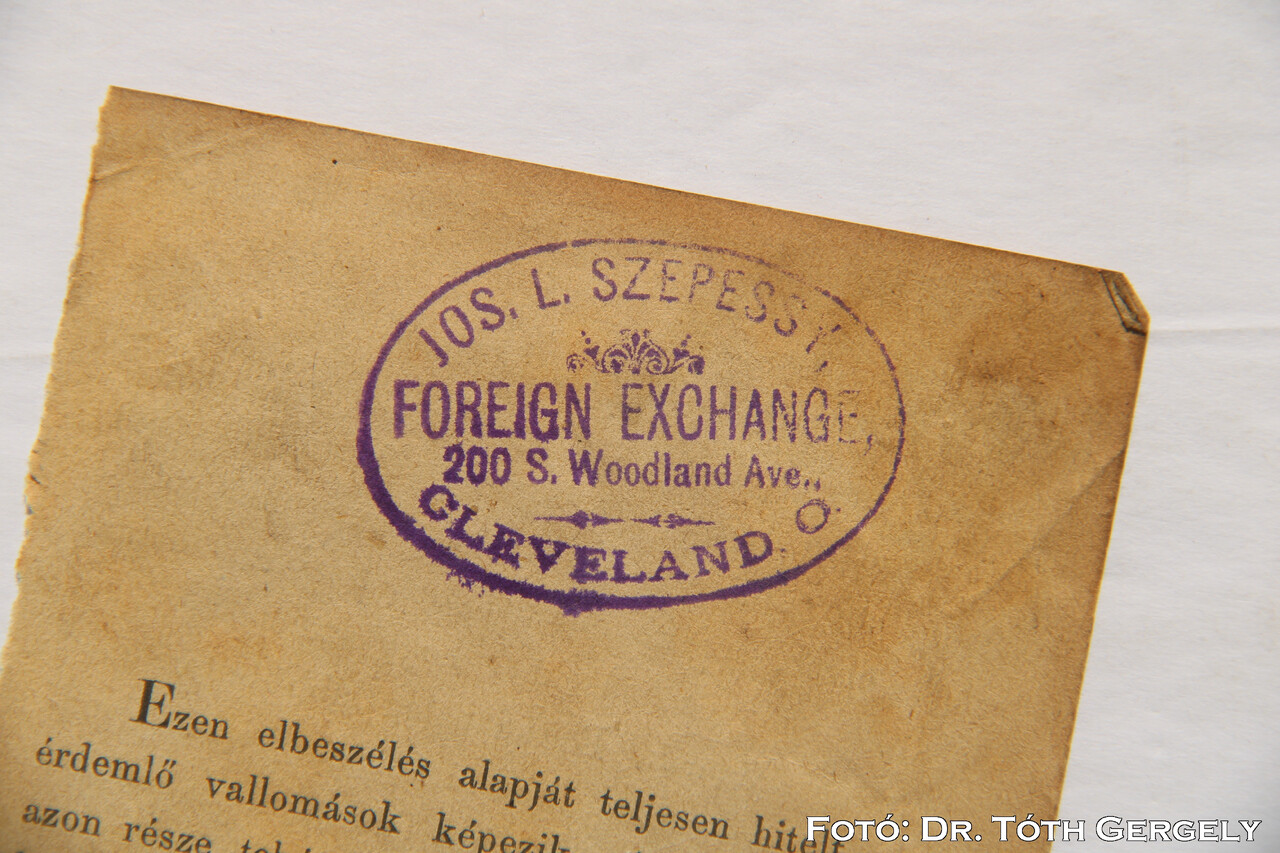 JOS. L. SZEPESSY,
FOREIGN EXCHANGE,
200 S. Woodland Ave.,
CLEVELAND. O.
Ezen elbeszélés alapját teljesen hitelt
érdemlő vallomások képezik
azon része
Fotó: Dr. Tóth Gergely